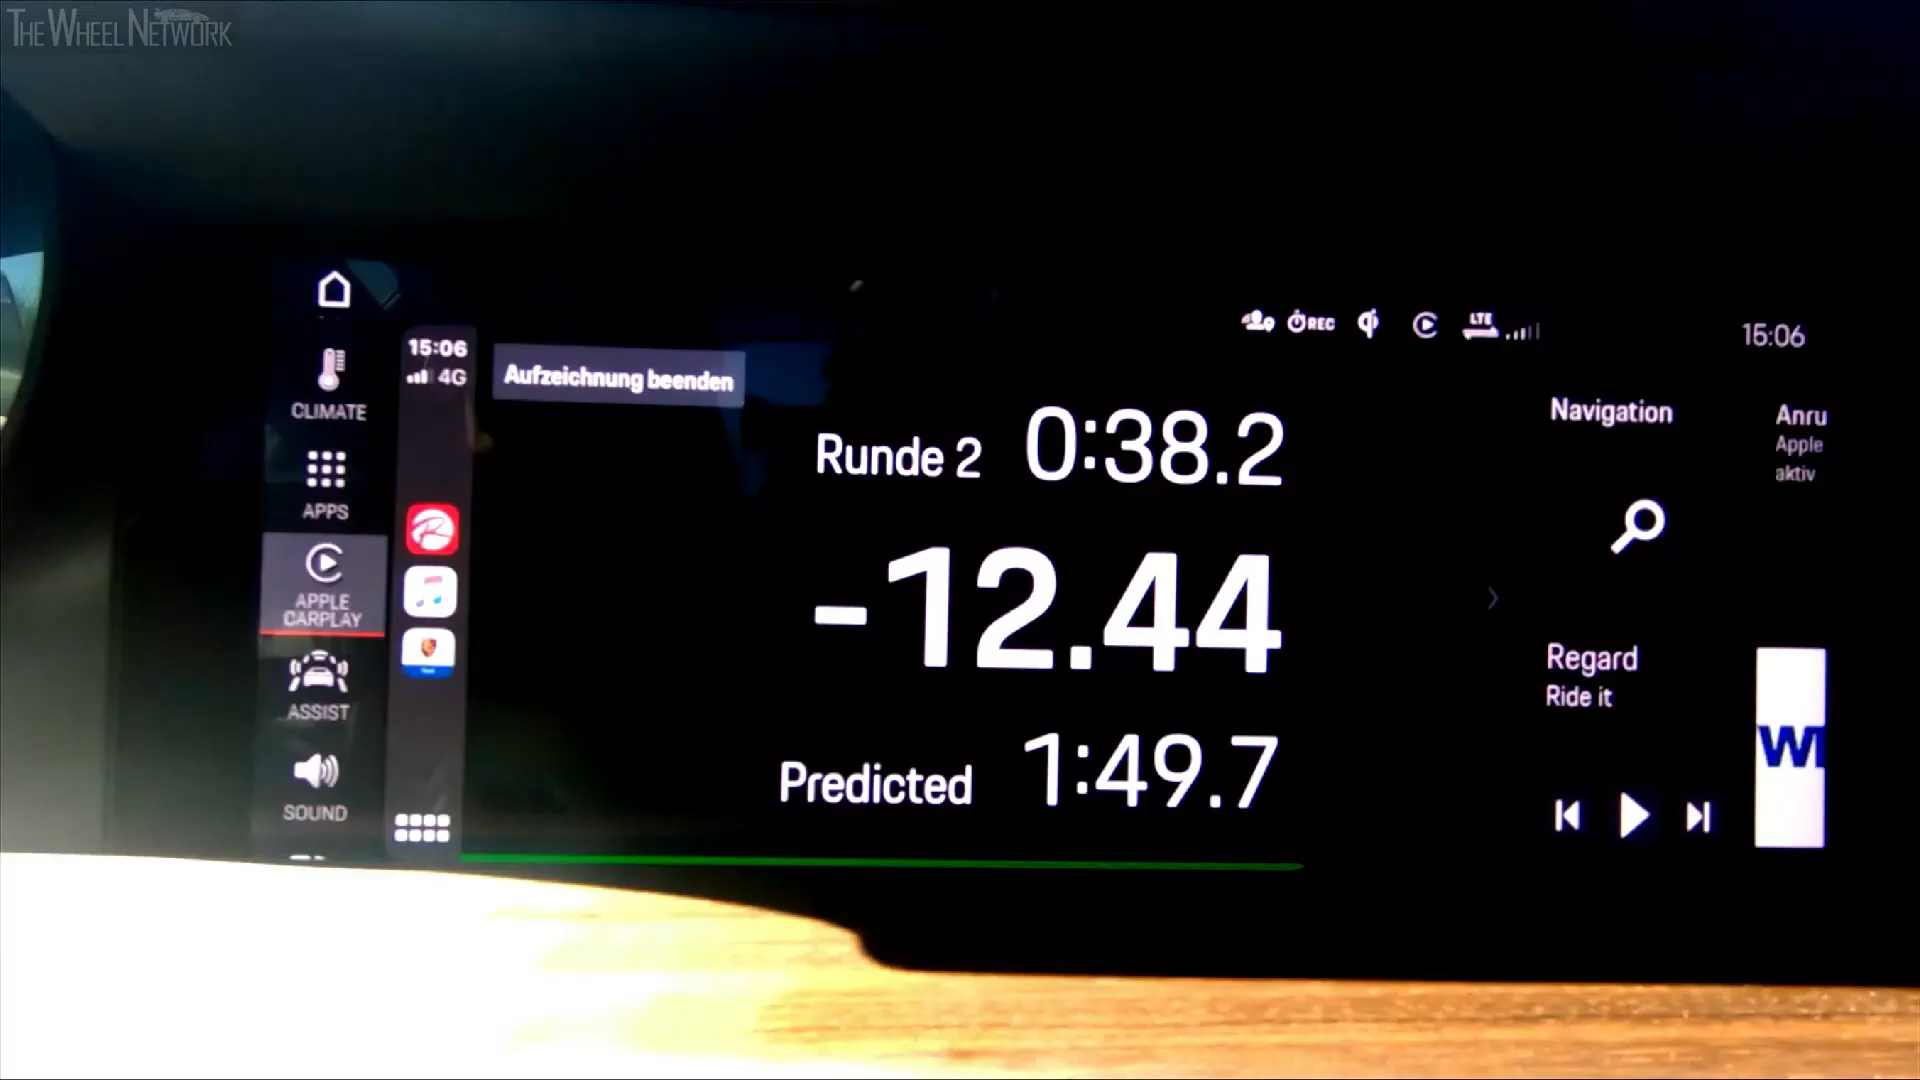 THE WHEEL NETWORK
REC
LTE
15:06
15:06
4G
Aufzeichnung beenden
CLIMATE
APPS
APPLE
CARPLAY
ASSIST
SOUND
Runde 2 0:38.2
-12.44
Predicted 1:49.7
Navigation
Anru
Apple
aktiv
Regard
Ride it